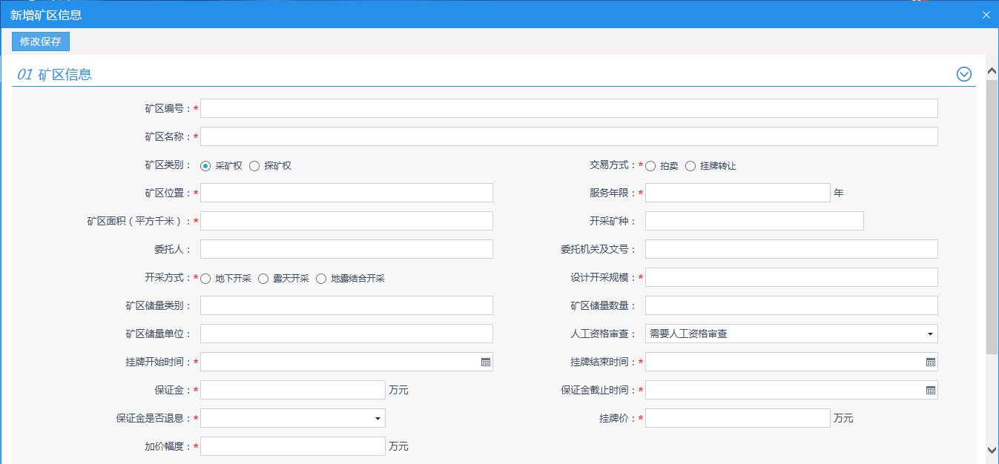 新增矿区信息
修改保存
01 矿区信息
矿区编号：*
矿区名称：*
矿区类别： 采矿权 探矿权 交易方式：* 拍卖 挂牌转让
矿区位置：* 服务年限：* 年
矿区面积（平方千米）：* 开采矿种：
委托人： 委托机关及文号：
开采方式：* 地下开采 露天开采 地露结合开采 设计开采规模：*
矿区储量类别： 矿区储量数量：
矿区储量单位： 人工资格审查： 需要人工资格审查
挂牌开始时间：* 挂牌结束时间：*
保证金：* 万元 保证金截止时间：*
保证金是否退息：* 挂牌价：* 万元
加价幅度：* 万元